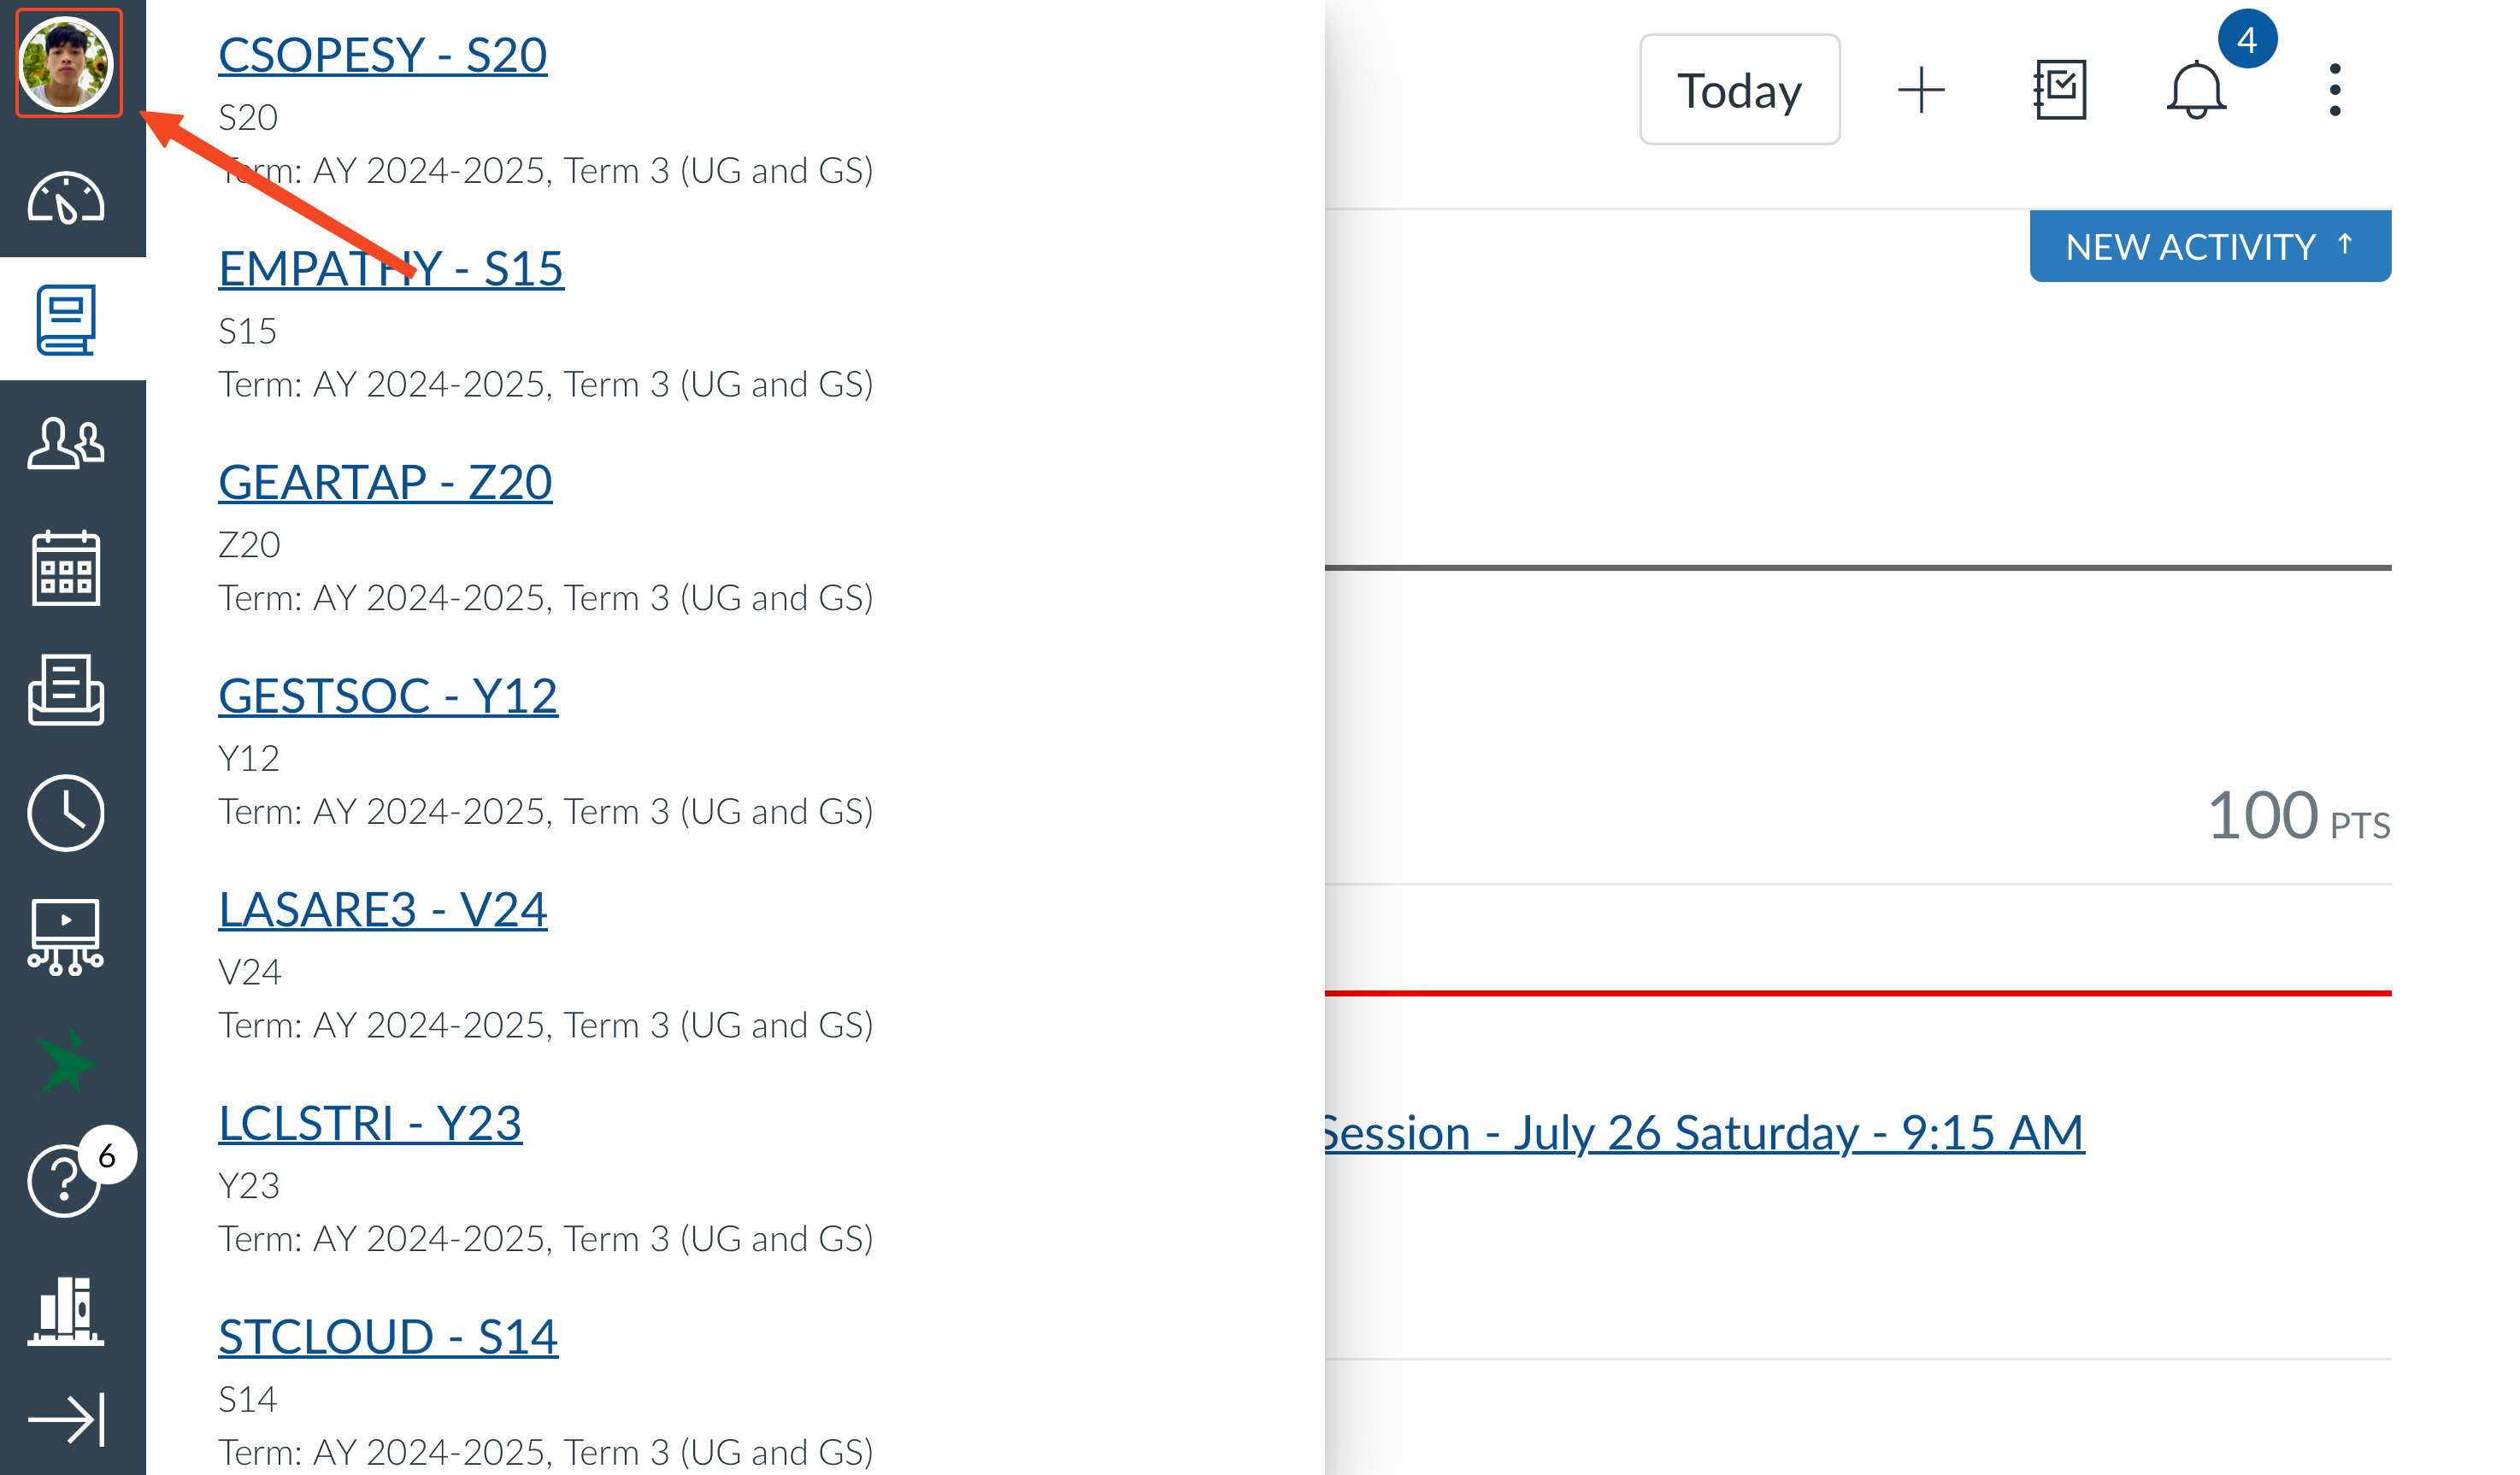 CSOPESY - S20
S20
Term: AY 2024-2025, Term 3 (UG and GS)
EMPATHY - S15
S15
Term: AY 2024-2025, Term 3 (UG and GS)
GEARTAP - Z20
Z20
Term: AY 2024-2025, Term 3 (UG and GS)
GESTSOC - Y12
Y12
Term: AY 2024-2025, Term 3 (UG and GS)
LASARE3 - V24
V24
Term: AY 2024-2025, Term 3 (UG and GS)
LCLSTRI - Y23
Y23
Term: AY 2024-2025, Term 3 (UG and GS)
STCLOUD - S14
S14
Term: AY 2024-2025, Term 3 (UG and GS)
6
Today
4
NEW ACTIVITY ↑
100 PTS
Session - July 26 Saturday - 9:15 AM